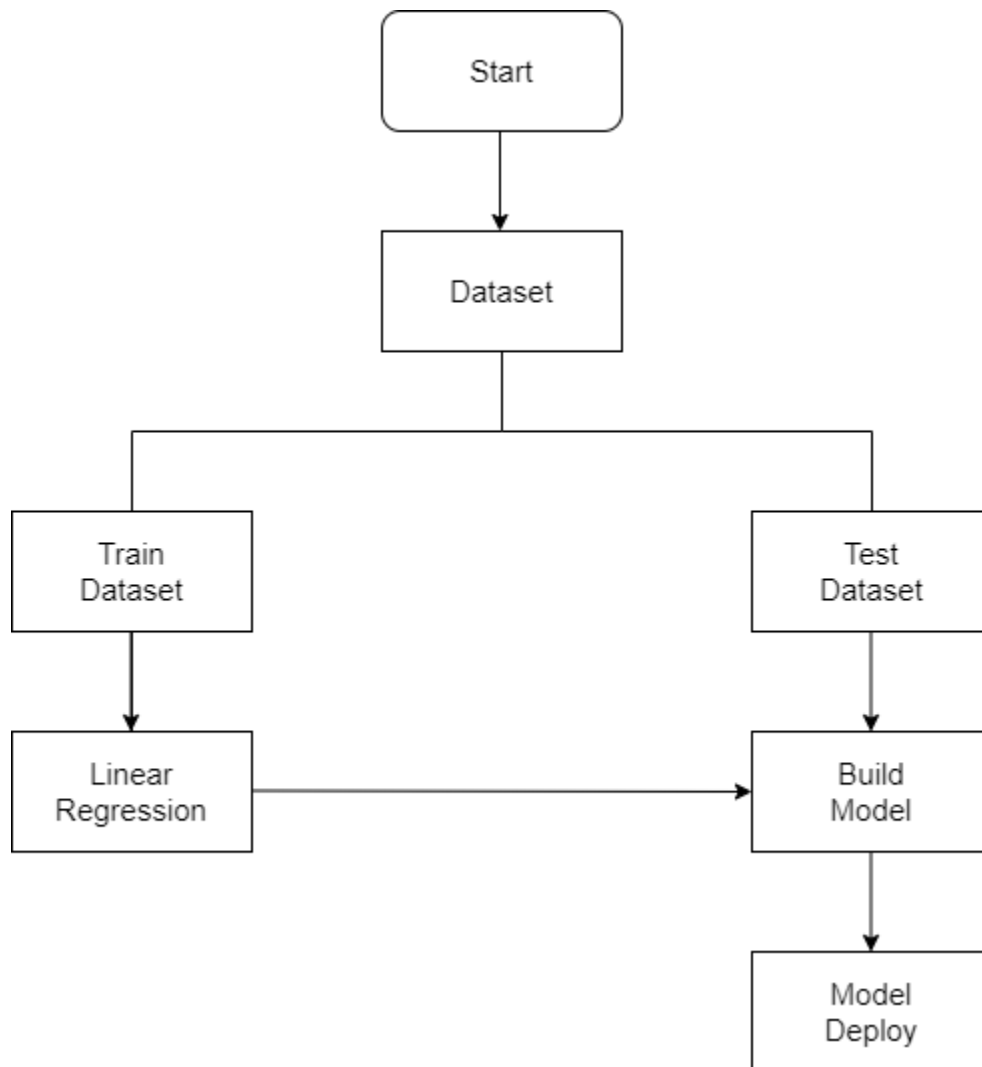 Start
Dataset
Train
Dataset
Test
Dataset
Linear
Regression
Build
Model
Model
Deploy